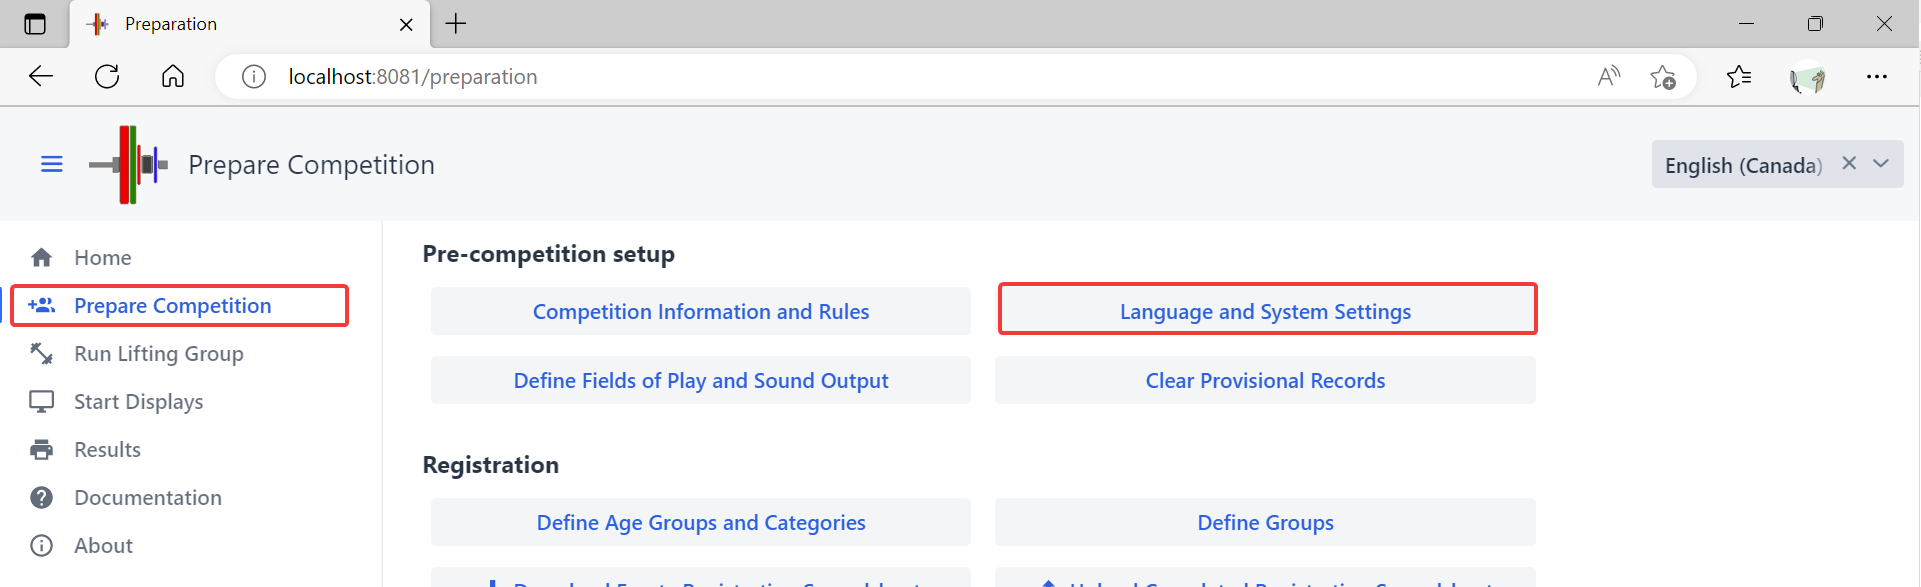 Preparation
localhost:8081/preparation
Prepare Competition
English (Canada)
Home
Prepare Competition
Run Lifting Group
Start Displays
Results
Documentation
About
Pre-competition setup
Competition Information and Rules
Language and System Settings
Define Fields of Play and Sound Output
Clear Provisional Records
Registration
Define Age Groups and Categories
Define Groups